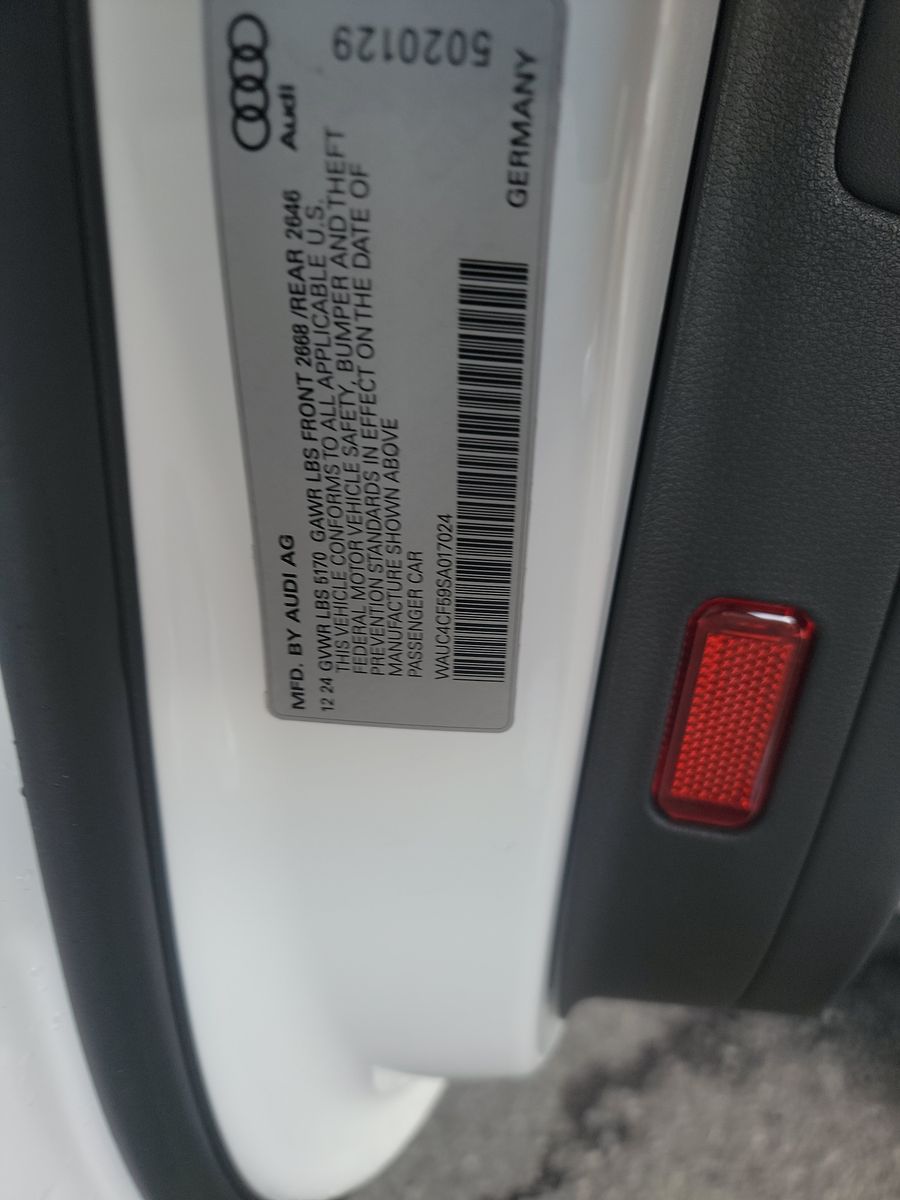 Audi
MFD. BY AUDI AG
12 24 GVWR LBS 5170 GAWR LBS FRONT 2668 /REAR 2646
THIS VEHICLE CONFORMS TO ALL APPLICABLE U.S.
FEDERAL MOTOR VEHICLE SAFETY, BUMPER AND THEFT
PREVENTION STANDARDS IN EFFECT ON THE DATE OF
MANUFACTURE SHOWN ABOVE
PASSENGER CAR
WAUC4CF59SA017024
GERMANY
5020129